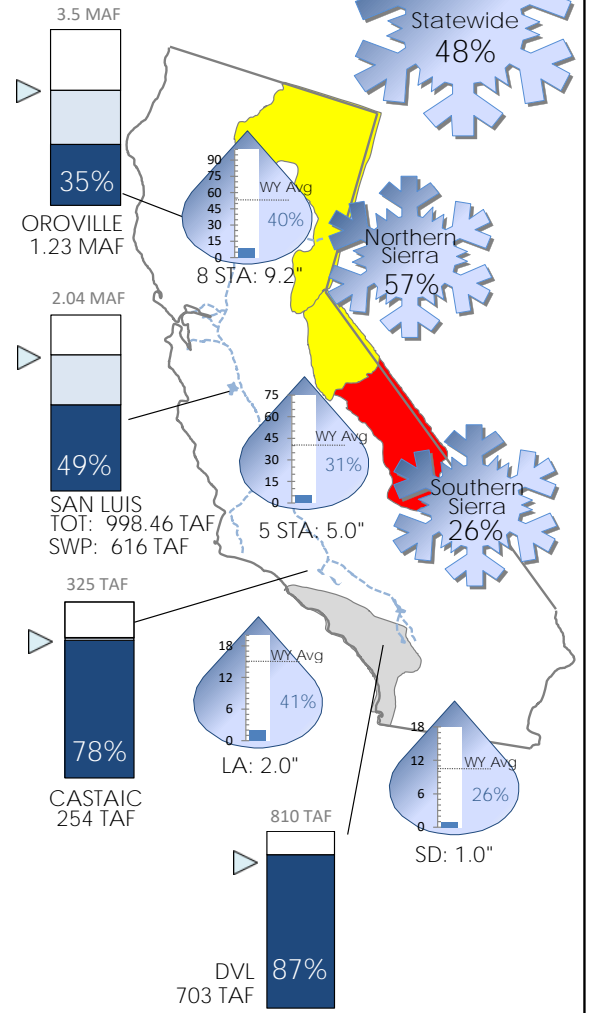 3.5 MAF
Statewide
48%
35%
OROVILLE
1.23 MAF
90
75
60
45
30
15
0
WY Avg
40%
8 STA: 9.2"
Northern
Sierra
57%
2.04 MAF
49%
SAN LUIS
TOT: 998.46 TAF
SWP: 616 TAF
75
60
45
30
15
0
WY Avg
31%
5 STA: 5.0"
Southern
Sierra
26%
325 TAF
78%
CASTAIC
254 TAF
18
12
6
0
WY Avg
41%
LA: 2.0"
18
12
6
0
WY Avg
26%
SD: 1.0"
810 TAF
87%
DVL
703 TAF